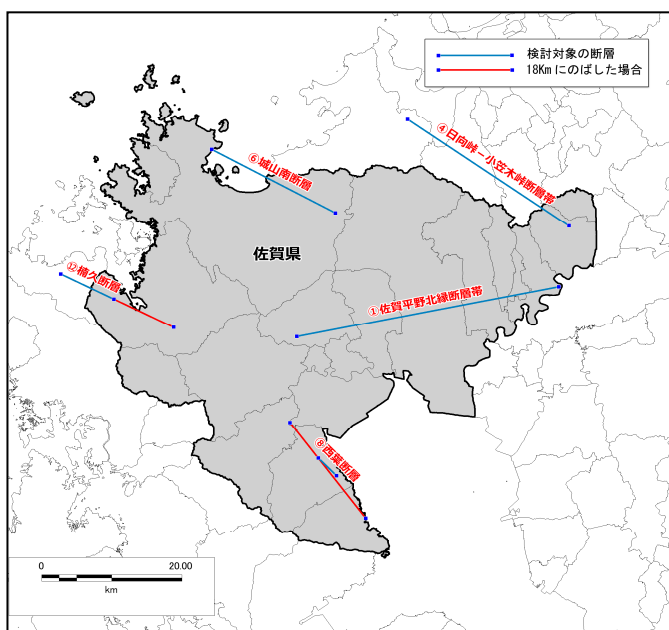 検討対象の断層
18Kmにのばした場合
④日向峠－小笠木峠断層帯
⑥城山南断層
佐賀県
⑫楠久断層
①佐賀平野北縁断層帯
⑧西葉断層
0 20.00
km